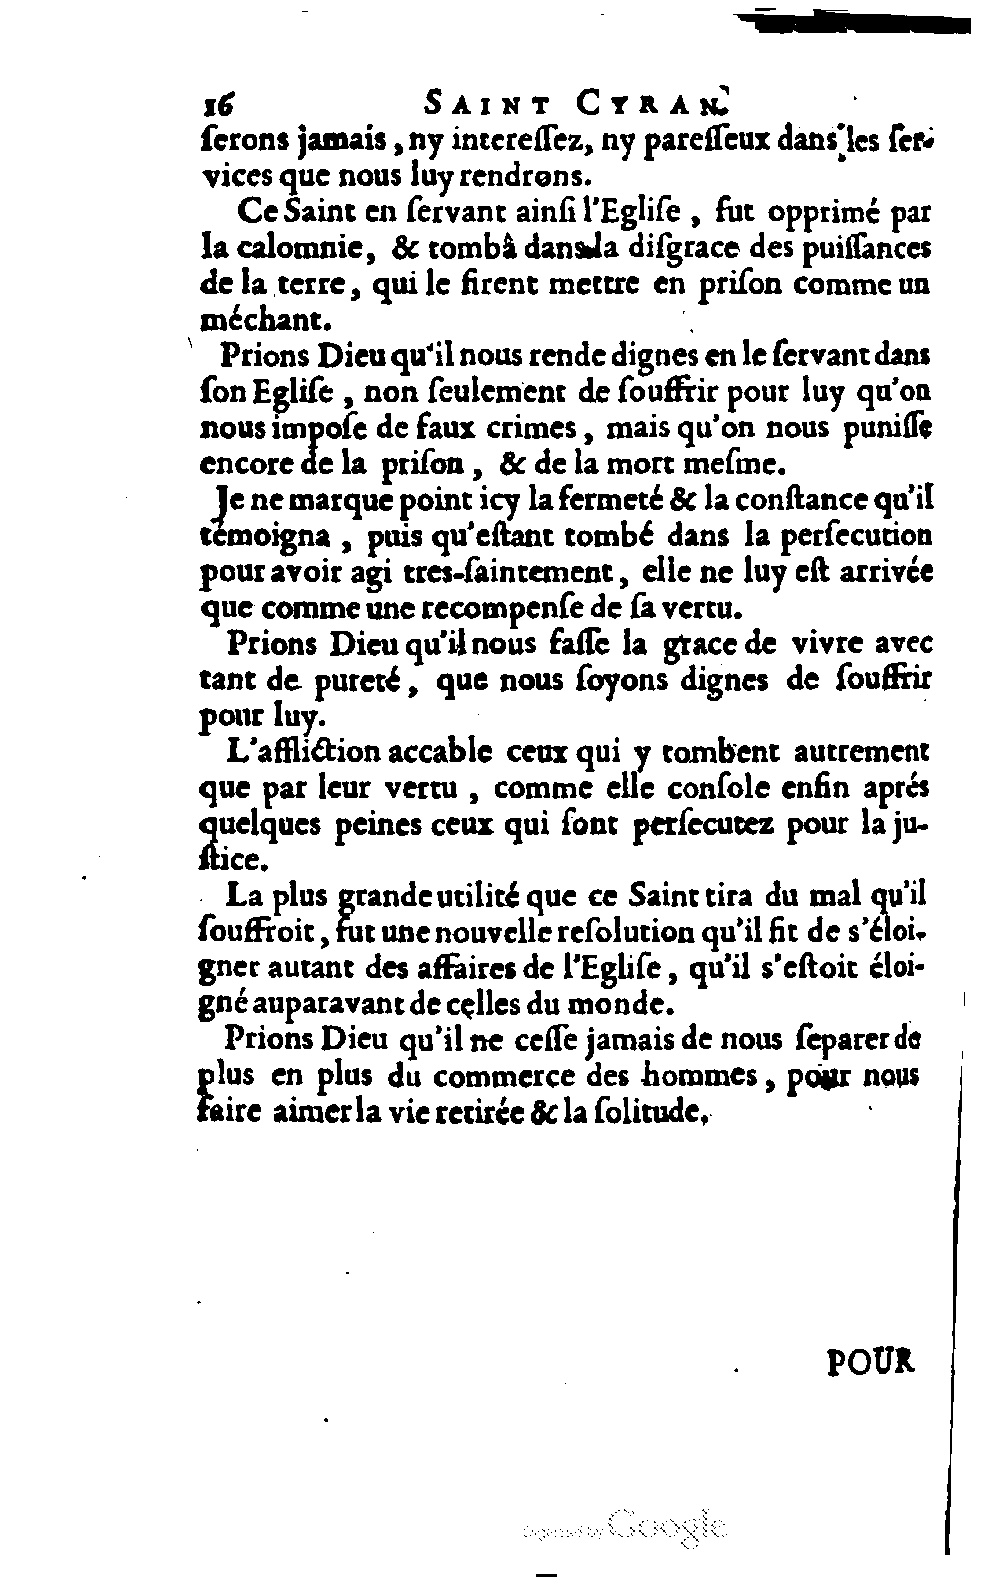 16 SAINT CYRAN.
ſerons jamais, ny intereſſez, ny pareſſeux dans les ſer-
vices que nous luy rendrons.
Ce Saint en ſervant ainſi l'Egliſe, fut opprimé par
la calomnie, & tombâ dans la diſgrace des puiſſances
de la terre, qui le firent mettre en priſon comme un
méchant.
Prions Dieu qu'il nous rende dignes en le ſervant dans
ſon Egliſe, non ſeulement de ſouffrir pour luy qu'on
nous impoſe de faux crimes, mais qu'on nous puniſſe
encore de la priſon, & de la mort meſme.
Je ne marque point icy la fermeté & la conſtance qu'il
témoigna, puis qu'eſtant tombé dans la perſecution
pour avoir agi tres-ſaintement, elle ne luy eſt arrivée
que comme une recompenſe de ſa vertu.
Prions Dieu qu'il nous faſſe la grace de vivre avec
tant de pureté, que nous ſoyons dignes de ſouffrir
pour luy.
L'affliction accable ceux qui y tombent autrement
que par leur vertu, comme elle conſole enfin aprés
quelques peines ceux qui ſont perſecutez pour la ju-
ſtice.
La plus grande utilité que ce Saint tira du mal qu'il
ſouffroit, fut une nouvelle reſolution qu'il fit de s'éloi-
gner autant des affaires de l'Egliſe, qu'il s'eſtoit éloi-
gné auparavant de celles du monde.
Prions Dieu qu'il ne ceſſe jamais de nous ſeparer de
plus en plus du commerce des hommes, pour nous
faire aimer la vie retirée & la ſolitude.
POUR
Digitized by Google